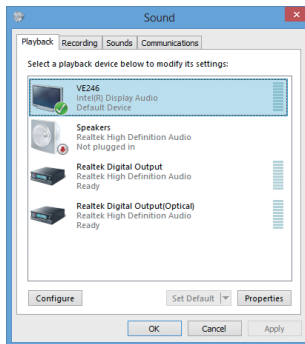 Sound
Playback Recording Sounds Communications
Select a playback device below to modify its settings:
VE246
Intel(R) Display Audio
Default Device
Speakers
Realtek High Definition Audio
Not plugged in
Realtek Digital Output
Realtek High Definition Audio
Ready
Realtek Digital Output(Optical)
Realtek High Definition Audio
Ready
Configure Set Default Properties
OK Cancel Apply